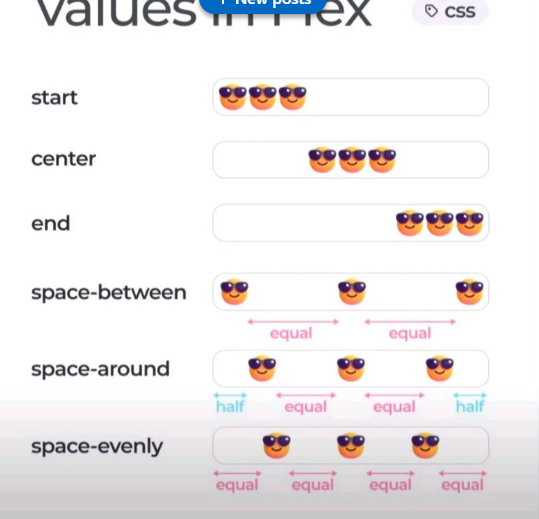 New posts
values in Flex
CSS
start
center
end
space-between
equal equal
space-around
half equal equal half
space-evenly
equal equal equal equal